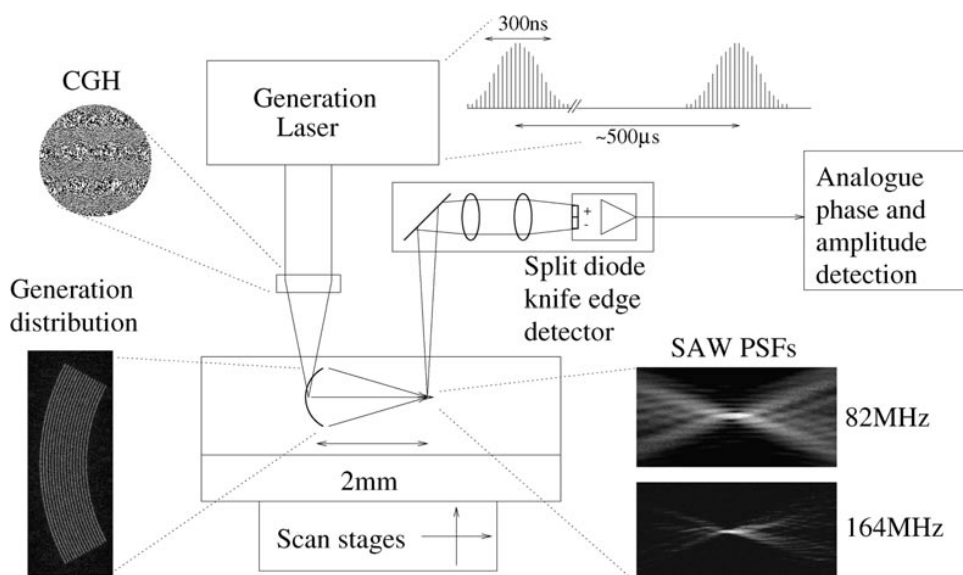 300ns
CGH
Generation
Laser
~500µs
Analogue
phase and
amplitude
detection
+
-
Split diode
knife edge
detector
Generation
distribution
SAW PSFs
82MHz
2mm
164MHz
Scan stages